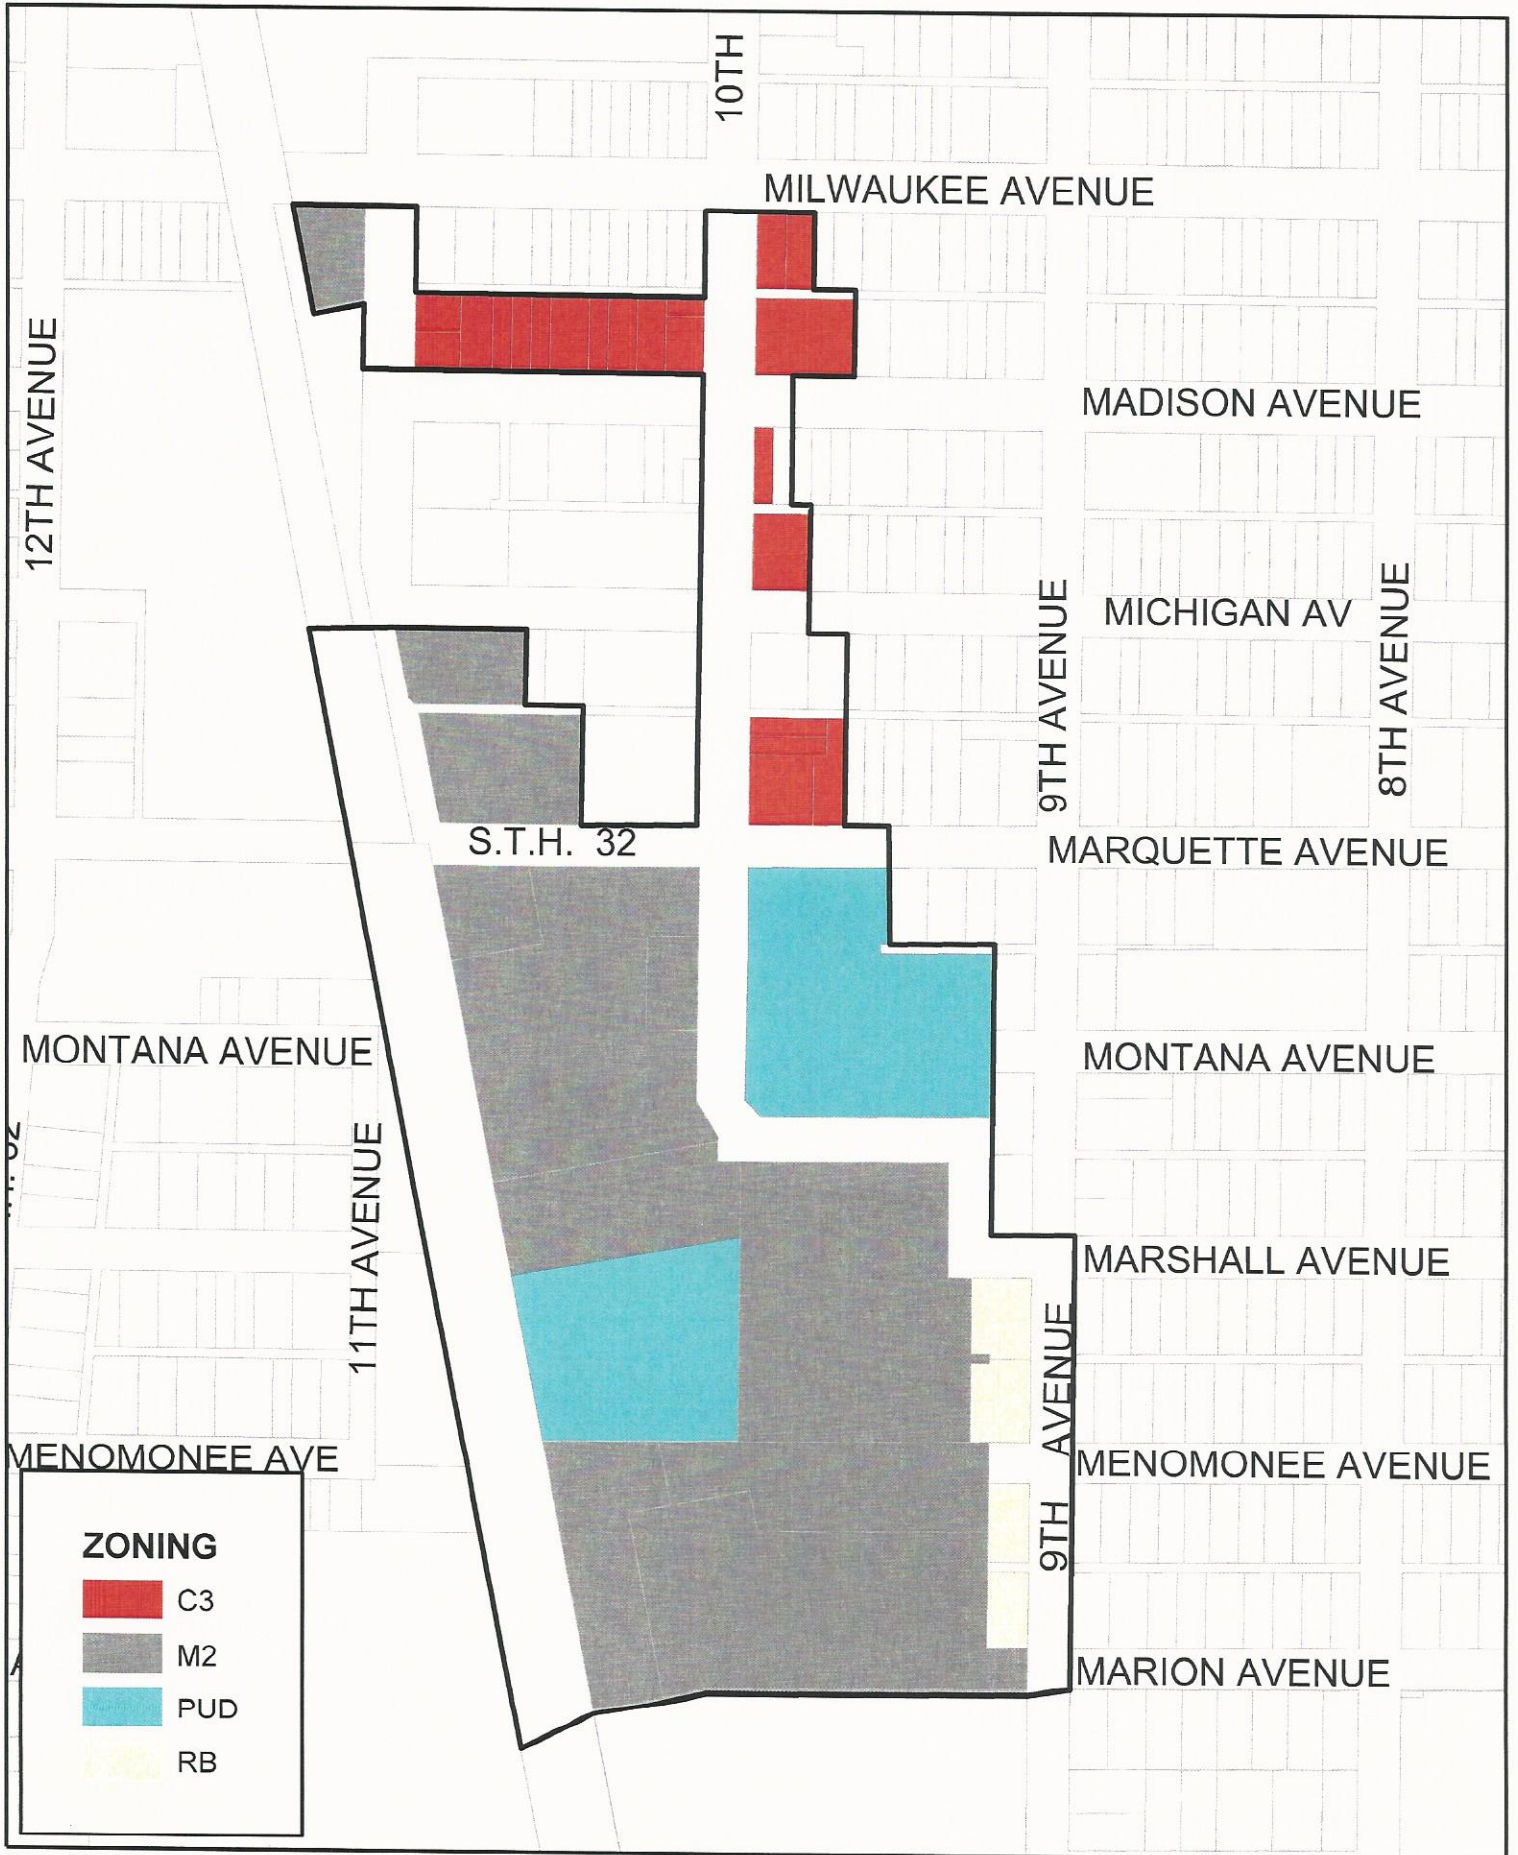 10TH
MILWAUKEE AVENUE
MADISON AVENUE
12TH AVENUE
MICHIGAN AV
9TH AVENUE
8TH AVENUE
S.T.H. 32
MARQUETTE AVENUE
MONTANA AVENUE
MONTANA AVENUE
11TH AVENUE
MARSHALL AVENUE
9TH AVENUE
MENOMONEE AVE
MENOMONEE AVENUE
MARION AVENUE
ZONING
C3
M2
PUD
RB